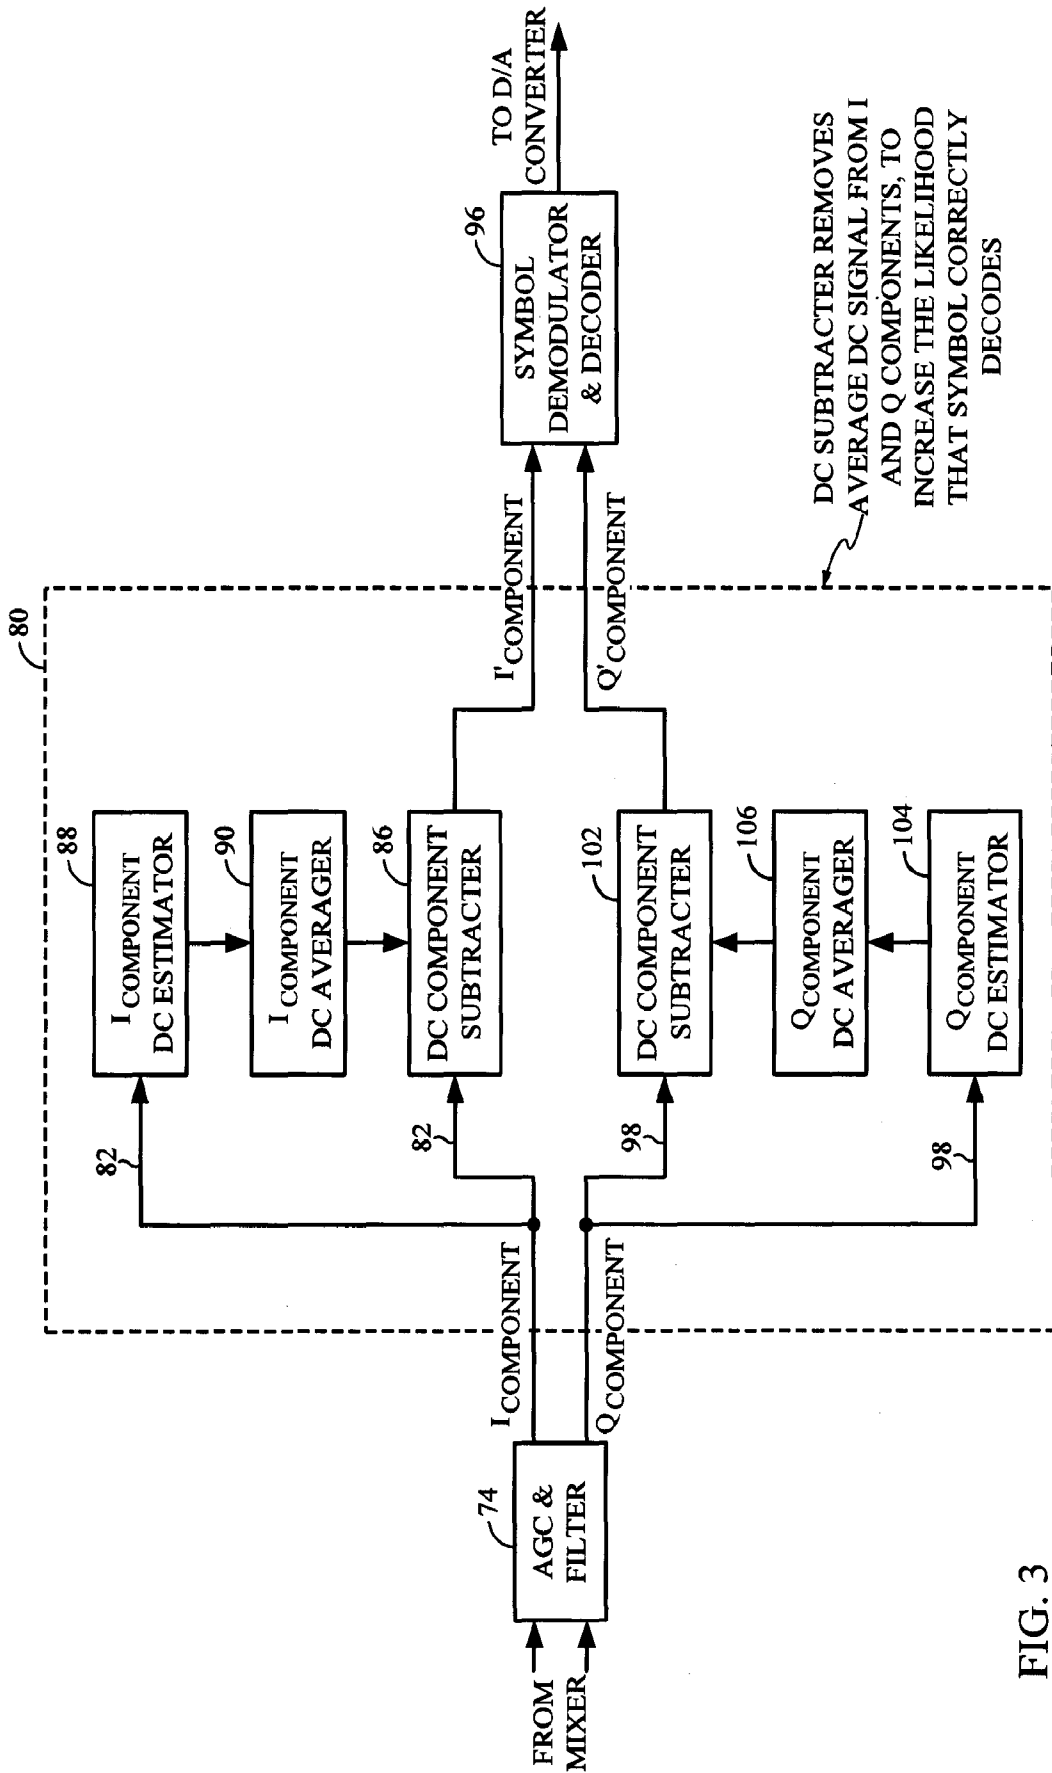 FROM
MIXER
74
AGC &
FILTER
I COMPONENT
Q COMPONENT
80
82
82
98
98
88
I COMPONENT
DC ESTIMATOR
90
I COMPONENT
DC AVERAGER
86
DC COMPONENT
SUBTRACTER
102
DC COMPONENT
SUBTRACTER
106
Q COMPONENT
DC AVERAGER
104
Q COMPONENT
DC ESTIMATOR
I' COMPONENT
Q' COMPONENT
96
SYMBOL
DEMODULATOR
& DECODER
TO D/A
CONVERTER
DC SUBTRACTER REMOVES
AVERAGE DC SIGNAL FROM I
AND Q COMPONENTS, TO
INCREASE THE LIKELIHOOD
THAT SYMBOL CORRECTLY
DECODES
FIG. 3